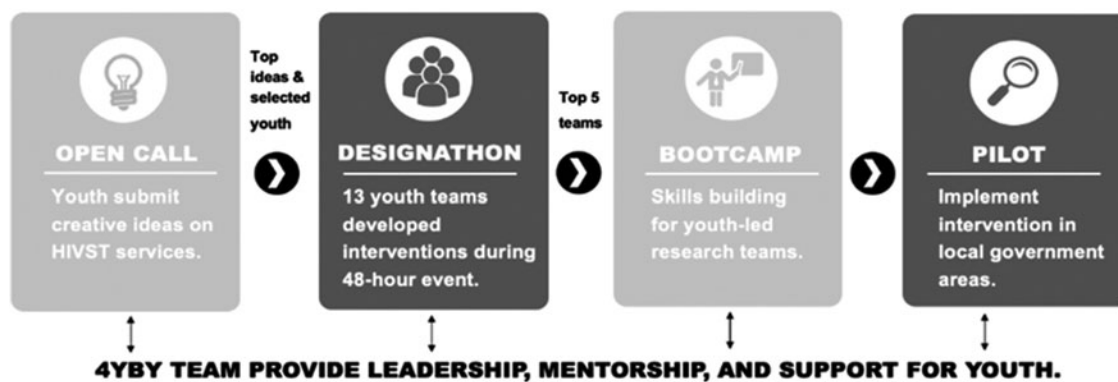 OPEN CALL
Youth submit
creative ideas on
HIVST services.
Top
ideas &
selected
youth
DESIGNATHON
13 youth teams
developed
interventions during
48-hour event.
Top 5
teams
BOOTCAMP
Skills building
for youth-led
research teams.
PILOT
Implement
intervention in
local government
areas.
4YBY TEAM PROVIDE LEADERSHIP, MENTORSHIP, AND SUPPORT FOR YOUTH.